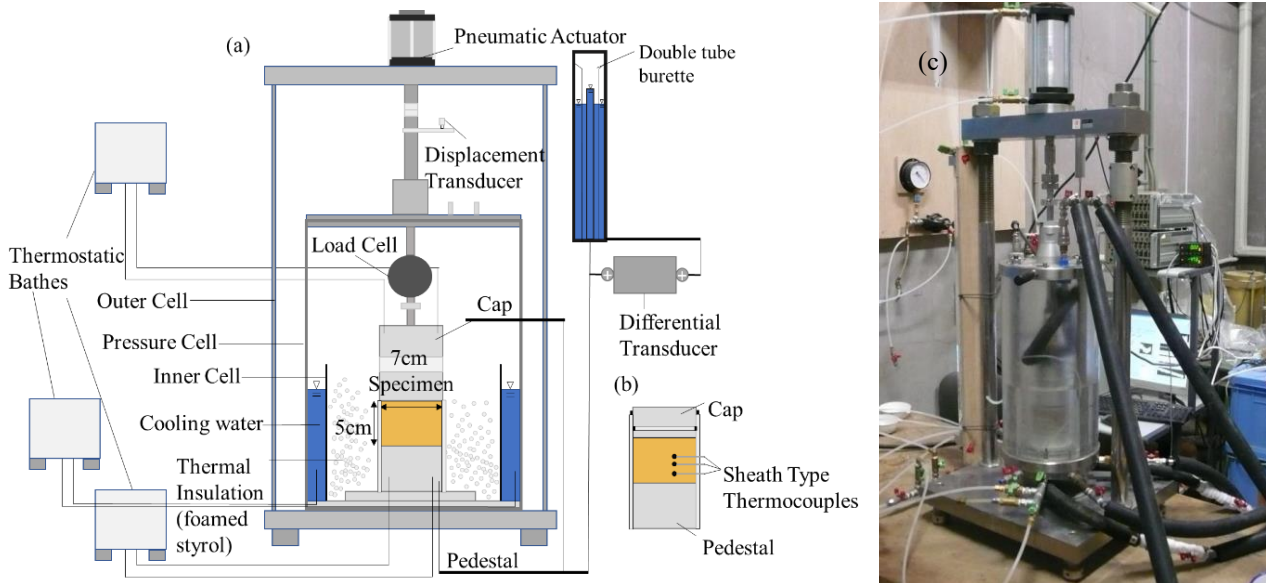 (a)
Pneumatic Actuator
Double tube
burette
Displacement
Transducer
Thermostatic
Bathes
Load Cell
Outer Cell
Cap
Pressure Cell
7cm
Inner Cell
Specimen
Cooling water
5cm
Thermal
Insulation
(foamed
styrol)
Pedestal
Differential
Transducer
(b)
Cap
Sheath Type
Thermocouples
Pedestal
(c)